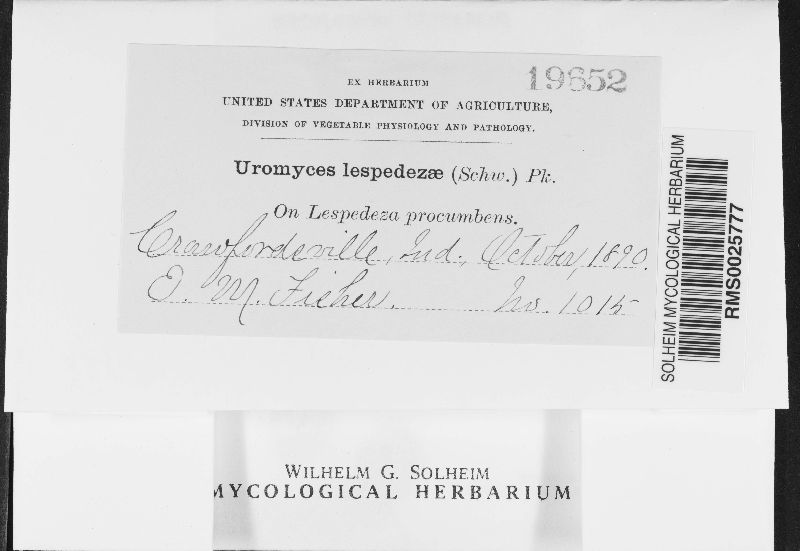 19652
EX HERBARIUM
UNITED STATES DEPARTMENT OF AGRICULTURE,
DIVISION OF VEGETABLE PHYSIOLOGY AND PATHOLOGY.
Uromyces lespedezæ (Schw.) Pk.
On Lespedeza procumbens.
Crawfordsville, Ind., October, 1890.
E. M. Fisher. No. 1015
SOLHEIM MYCOLOGICAL HERBARIUM
RMS0025777
WILHELM G. SOLHEIM
MYCOLOGICAL HERBARIUM